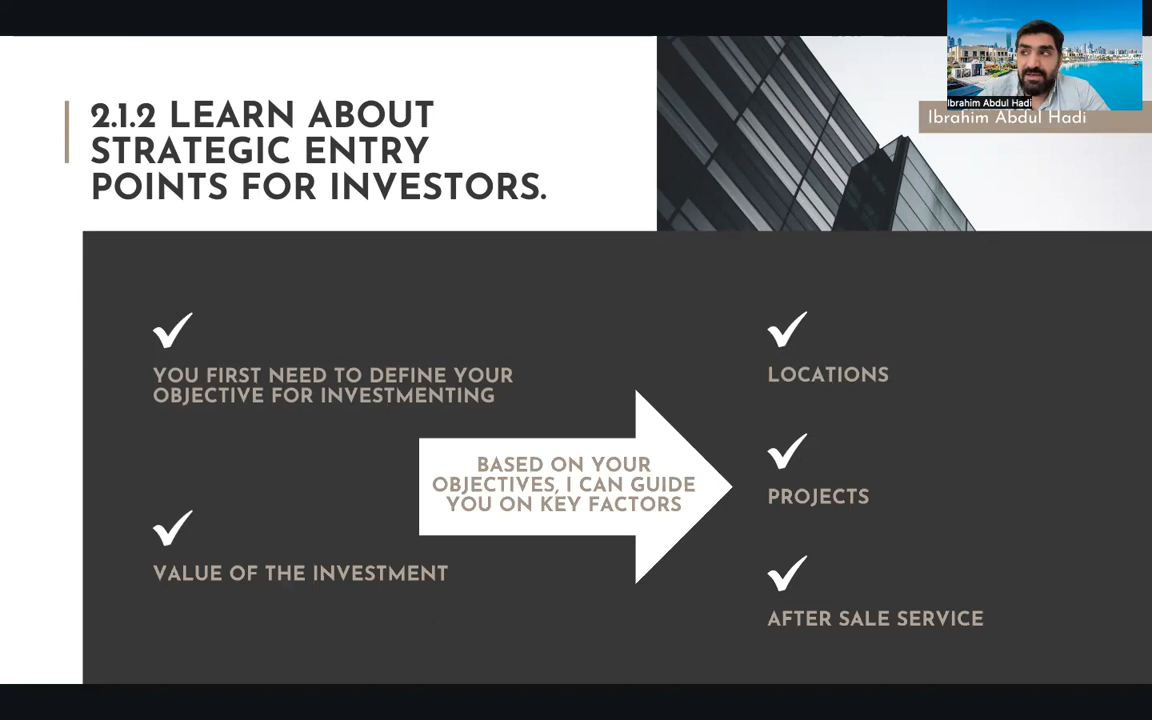 2.1.2 LEARN ABOUT
STRATEGIC ENTRY
POINTS FOR INVESTORS.
Ibrahim Abdul Hadi
Ibrahim Abdul Hadi
YOU FIRST NEED TO DEFINE YOUR
OBJECTIVE FOR INVESTMENTING
VALUE OF THE INVESTMENT
BASED ON YOUR
OBJECTIVES, I CAN GUIDE
YOU ON KEY FACTORS
LOCATIONS
PROJECTS
AFTER SALE SERVICE